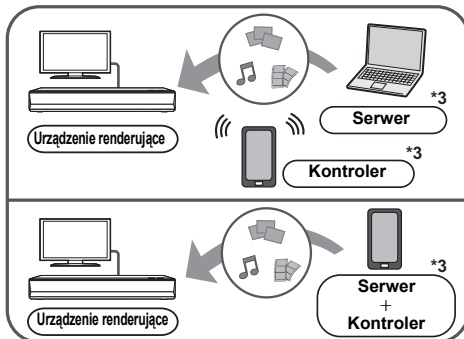 *3
Serwer
Urządzenie renderujące
*3
Kontroler
*3
Serwer
+
Kontroler
Urządzenie renderujące